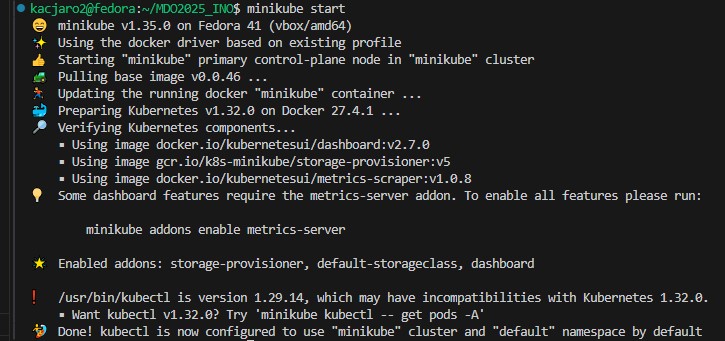 kacjaro2@fedora:~/MDO2025_INO$ minikube start
😄 minikube v1.35.0 on Fedora 41 (vbox/amd64)
✨ Using the docker driver based on existing profile
👍 Starting "minikube" primary control-plane node in "minikube" cluster
🚜 Pulling base image v0.0.46 ...
🏃 Updating the running docker "minikube" container ...
🐳 Preparing Kubernetes v1.32.0 on Docker 27.4.1 ...
🔎 Verifying Kubernetes components...
▪ Using image docker.io/kubernetesui/dashboard:v2.7.0
▪ Using image gcr.io/k8s-minikube/storage-provisioner:v5
▪ Using image docker.io/kubernetesui/metrics-scraper:v1.0.8
💡 Some dashboard features require the metrics-server addon. To enable all features please run:
minikube addons enable metrics-server
🌟 Enabled addons: storage-provisioner, default-storageclass, dashboard
❗ /usr/bin/kubectl is version 1.29.14, which may have incompatibilities with Kubernetes 1.32.0.
▪ Want kubectl v1.32.0? Try 'minikube kubectl -- get pods -A'
🏄 Done! kubectl is now configured to use "minikube" cluster and "default" namespace by default